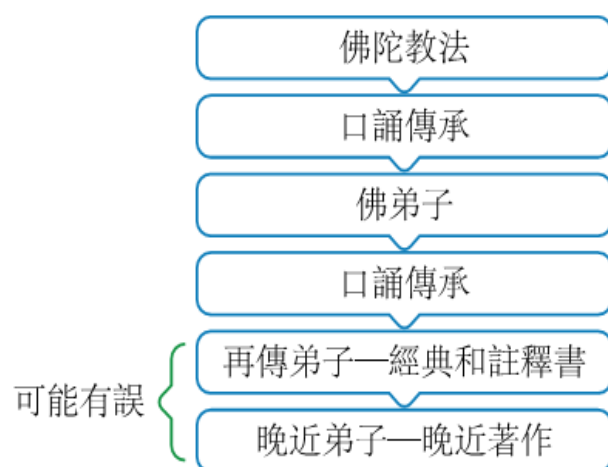 佛陀教法
口誦傳承
佛弟子
口誦傳承
再傳弟子—經典和註釋書
可能有誤
晚近弟子—晚近著作